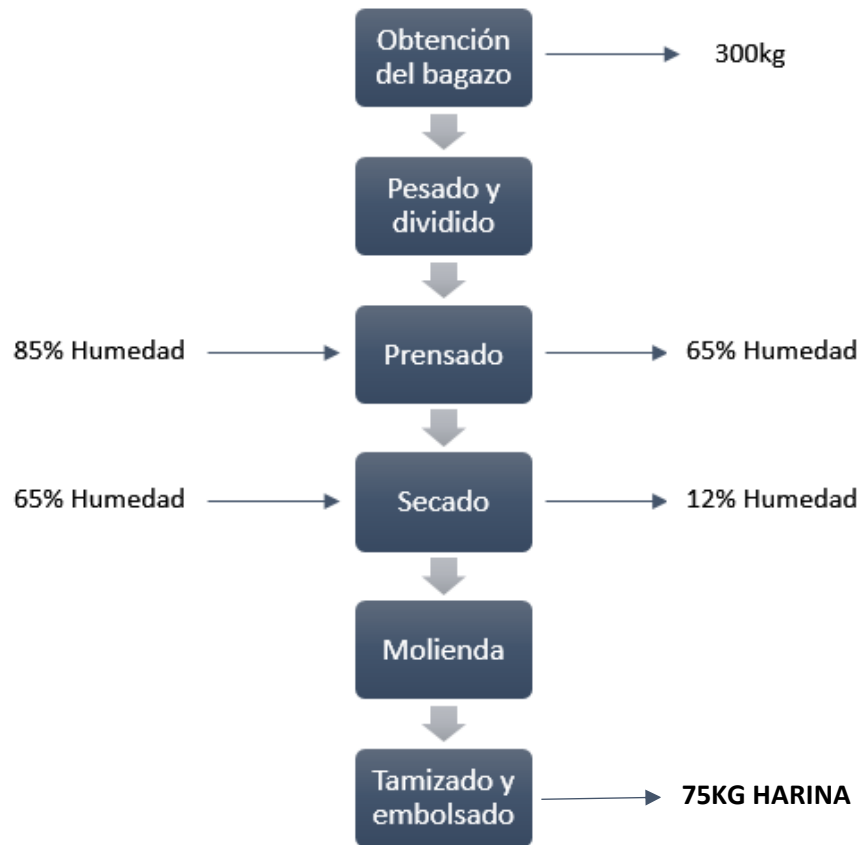 Obtención
del bagazo
300kg
Pesado y
dividido
85% Humedad
Prensado
65% Humedad
65% Humedad
Secado
12% Humedad
Molienda
Tamizado y
embolsado
75KG HARINA